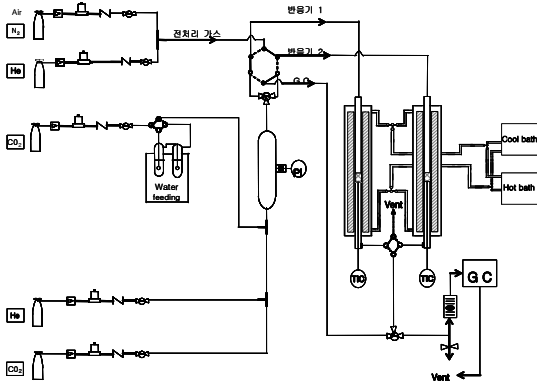 Air
N₂
He
CO₂
Water
feeding
He
CO₂
전처리 가스
반응기 1
반응기 2
G.C
PI
Vent
TIC
TIC
Cool bath
Hot bath
G C
Vent